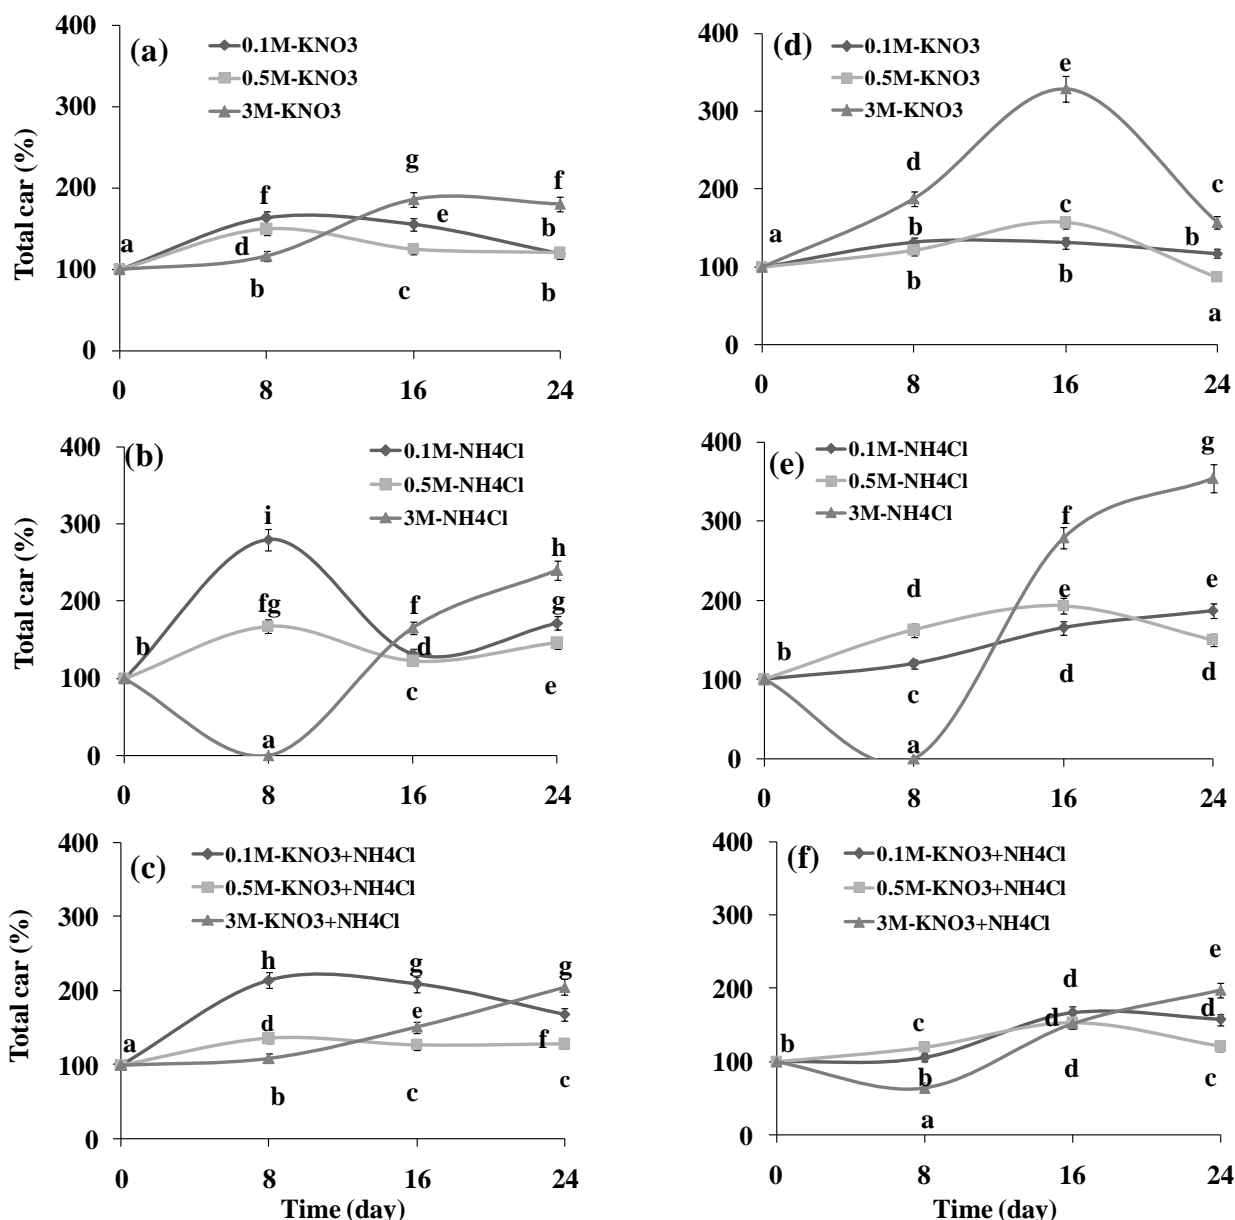 400
(a)
0.1M-KNO3
0.5M-KNO3
3M-KNO3
300
200
100
0
Total car (%)
a
f
d
b
g
e
c
f
b
b
0
8
16
24
400
(d)
0.1M-KNO3
0.5M-KNO3
3M-KNO3
300
200
100
0
a
d
b
b
e
c
b
c
b
a
0
8
16
24
400
(b)
0.1M-NH4Cl
0.5M-NH4Cl
3M-NH4Cl
300
200
100
0
Total car (%)
b
i
fg
a
f
d
c
h
g
e
0
8
16
24
400
(e)
0.1M-NH4Cl
0.5M-NH4Cl
3M-NH4Cl
300
200
100
0
b
d
c
a
f
e
d
g
e
d
0
8
16
24
400
(c)
0.1M-KNO3+NH4Cl
0.5M-KNO3+NH4Cl
3M-KNO3+NH4Cl
300
200
100
0
Total car (%)
a
h
d
b
g
e
c
g
f
c
0
8
16
24
Time (day)
400
(f)
0.1M-KNO3+NH4Cl
0.5M-KNO3+NH4Cl
3M-KNO3+NH4Cl
300
200
100
0
b
c
b
a
d
d
d
e
d
c
0
8
16
24
Time (day)